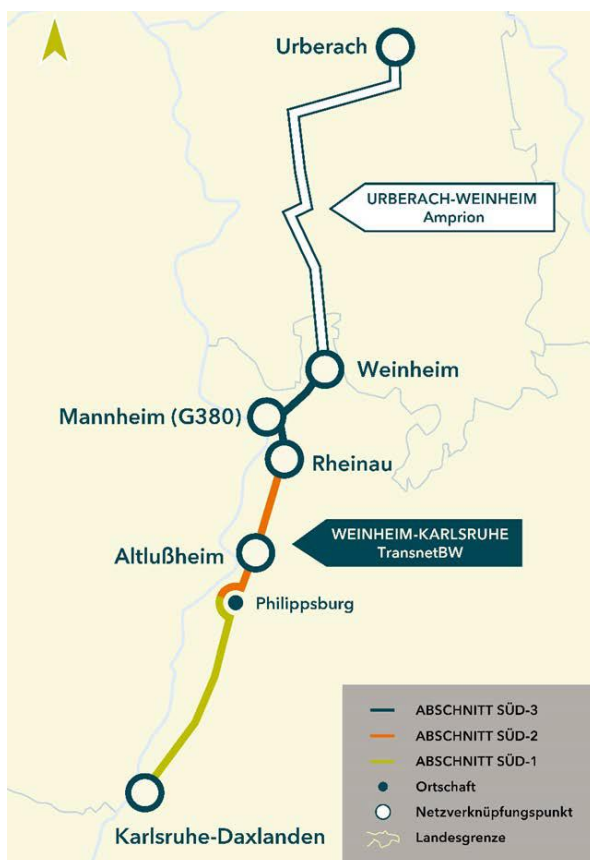 Urberach
URBERACH-WEINHEIM
Amprion
Weinheim
Mannheim (G380)
Rheinau
WEINHEIM-KARLSRUHE
TransnetBW
Altlußheim
Philippsburg
ABSCHNITT SÜD-3
ABSCHNITT SÜD-2
ABSCHNITT SÜD-1
Ortschaft
Netzverknüpfungspunkt
Landesgrenze
Karlsruhe-Daxlanden